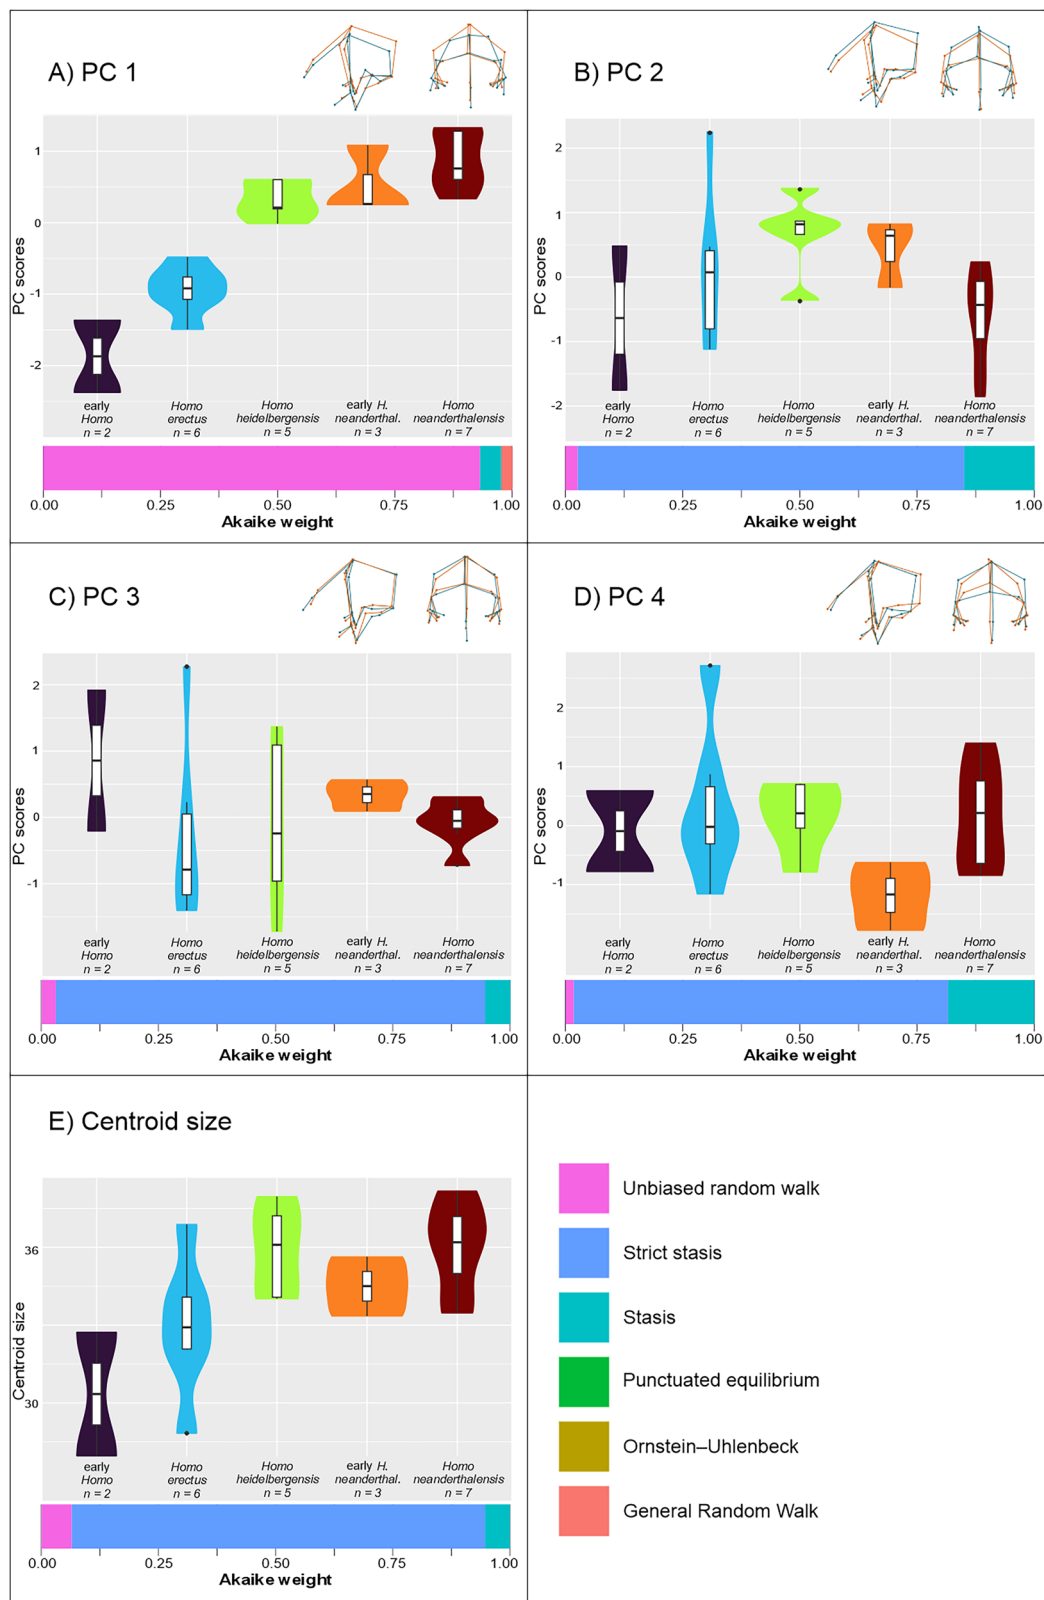 A) PC 1
PC scores
1
0
-1
-2
early Homo n = 2
Homo erectus n = 6
Homo heidelbergensis n = 5
early H. neanderthal. n = 3
Homo neanderthalensis n = 7
0.00 0.25 0.50 0.75 1.00
Akaike weight
B) PC 2
PC scores
2
1
0
-1
-2
early Homo n = 2
Homo erectus n = 6
Homo heidelbergensis n = 5
early H. neanderthal. n = 3
Homo neanderthalensis n = 7
0.00 0.25 0.50 0.75 1.00
Akaike weight
C) PC 3
PC scores
2
1
0
-1
early Homo n = 2
Homo erectus n = 6
Homo heidelbergensis n = 5
early H. neanderthal. n = 3
Homo neanderthalensis n = 7
0.00 0.25 0.50 0.75 1.00
Akaike weight
D) PC 4
PC scores
2
1
0
-1
early Homo n = 2
Homo erectus n = 6
Homo heidelbergensis n = 5
early H. neanderthal. n = 3
Homo neanderthalensis n = 7
0.00 0.25 0.50 0.75 1.00
Akaike weight
E) Centroid size
Centroid size
36
30
early Homo n = 2
Homo erectus n = 6
Homo heidelbergensis n = 5
early H. neanderthal. n = 3
Homo neanderthalensis n = 7
0.00 0.25 0.50 0.75 1.00
Akaike weight
Unbiased random walk
Strict stasis
Stasis
Punctuated equilibrium
Ornstein–Uhlenbeck
General Random Walk